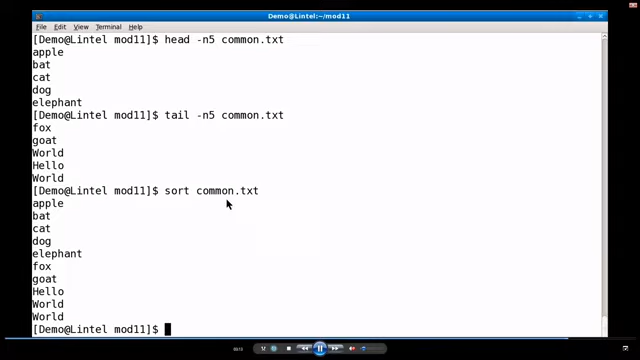 Demo@Lintel:~/mod11
File Edit View Terminal Help
[Demo@Lintel mod11]$ head -n5 common.txt
apple
bat
cat
dog
elephant
[Demo@Lintel mod11]$ tail -n5 common.txt
fox
goat
World
Hello
World
[Demo@Lintel mod11]$ sort common.txt
apple
bat
cat
dog
elephant
fox
goat
Hello
World
World
[Demo@Lintel mod11]$